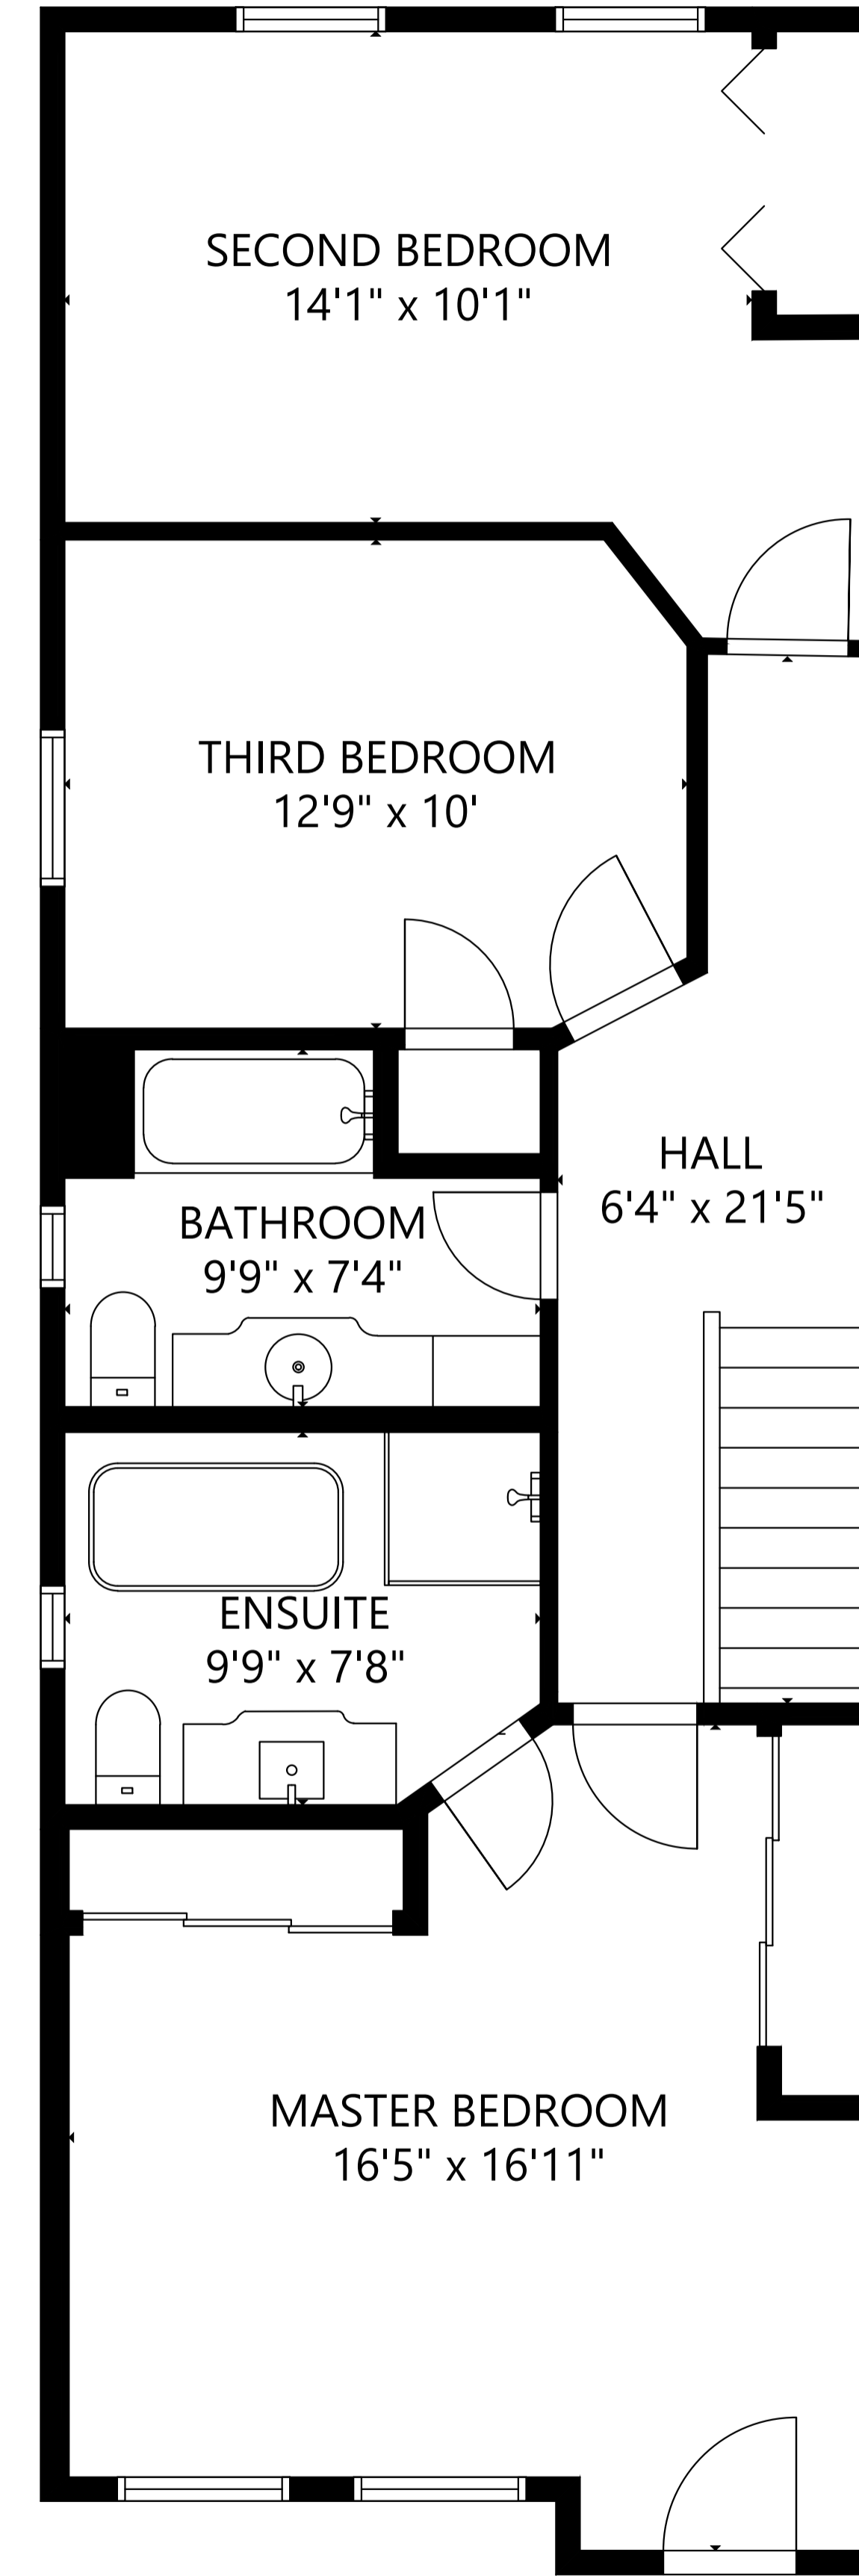 SECOND BEDROOM
14'1" x 10'1"
THIRD BEDROOM
12'9" x 10'
HALL
6'4" x 21'5"
BATHROOM
9'9" x 7'4"
ENSUITE
9'9" x 7'8"
MASTER BEDROOM
16'5" x 16'11"